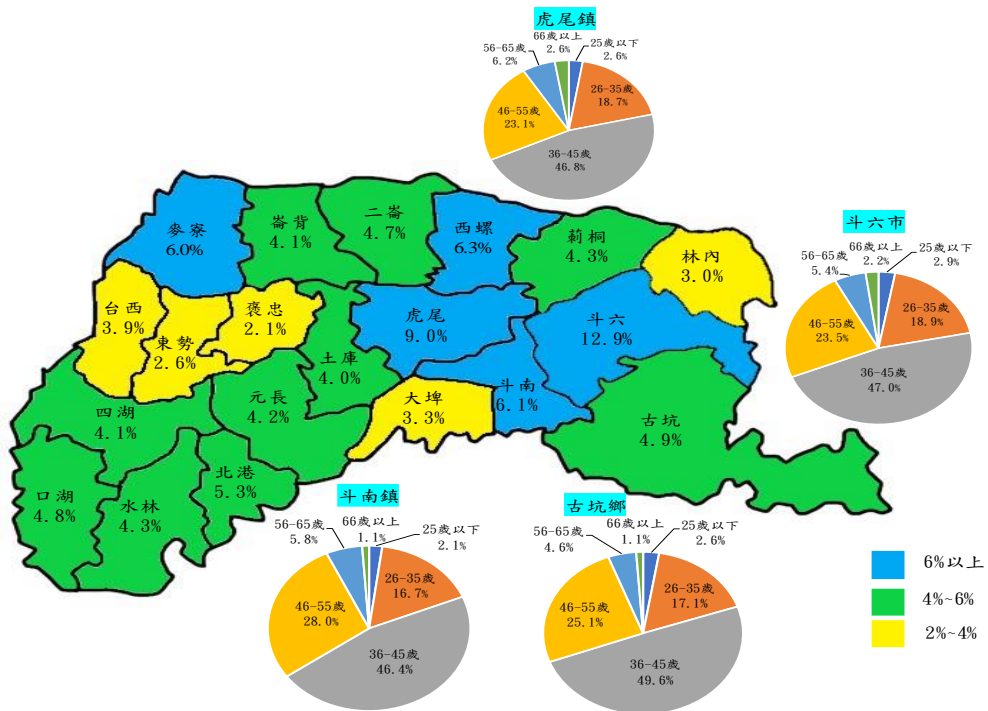 虎尾鎮
66歲以上
2.6%
25歲以下
2.6%
56-65歲
6.2%
26-35歲
18.7%
46-55歲
23.1%
36-45歲
46.8%
麥寮
6.0%
崙背
4.1%
二崙
4.7%
西螺
6.3%
莿桐
4.3%
林內
3.0%
斗六市
66歲以上
2.2%
25歲以下
2.9%
56-65歲
5.4%
26-35歲
18.9%
46-55歲
23.5%
36-45歲
47.0%
台西
3.9%
東勢
2.6%
褒忠
2.1%
土庫
4.0%
虎尾
9.0%
斗六
12.9%
斗南
6.1%
大埤
3.3%
元長
4.2%
四湖
4.1%
古坑
4.9%
北港
5.3%
口湖
4.8%
水林
4.3%
斗南鎮
56-65歲
5.8%
66歲以上
1.1%
25歲以下
2.1%
26-35歲
16.7%
46-55歲
28.0%
36-45歲
46.4%
古坑鄉
56-65歲
4.6%
66歲以上
1.1%
25歲以下
2.6%
26-35歲
17.1%
46-55歲
25.1%
36-45歲
49.6%
6%以上
4%~6%
2%~4%